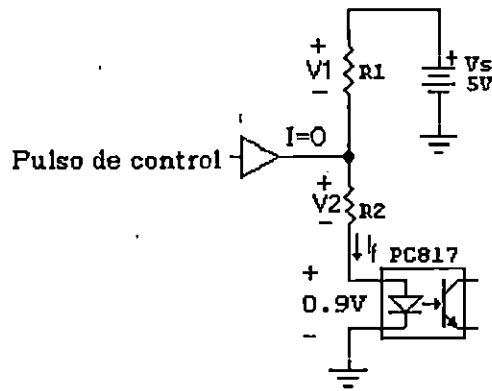 +
V1
−
R1
+
Vs
5V
Pulso de control
I=0
+
V2
−
R2
If
PC817
+
0.9V
−